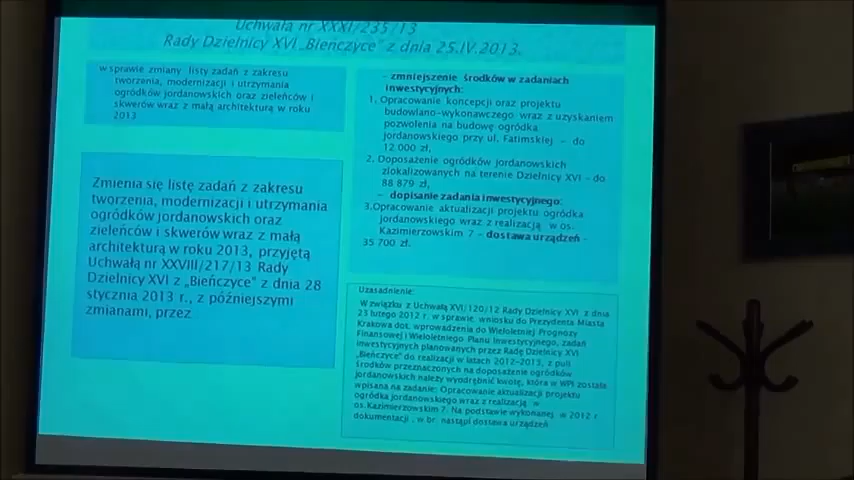 Uchwała nr XXXI/235/13
Rady Dzielnicy XVI „Bieńczyce" z dnia 25.IV.2013.
w sprawie zmiany listy zadań z zakresu
tworzenia, modernizacji i utrzymania
ogródków jordanowskich oraz zieleńców i
skwerów wraz z małą architekturą w roku
2013
Zmienia się listę zadań z zakresu
tworzenia, modernizacji i utrzymania
ogródków jordanowskich oraz
zieleńców i skwerów wraz z małą
architekturą w roku 2013, przyjętą
Uchwałą nr XXVIII/217/13 Rady
Dzielnicy XVI z „Bieńczyce" z dnia 28
stycznia 2013 r., z późniejszymi
zmianami, przez
- zmniejszenie środków w zadaniach
inwestycyjnych:
1. Opracowanie koncepcji oraz projektu
budowlano-wykonawczego wraz z uzyskaniem
pozwolenia na budowę ogródka
jordanowskiego przy ul. Fatimskiej - do
12 000 zł,
2. Doposażenie ogródków jordanowskich
zlokalizowanych na terenie Dzielnicy XVI - do
88 879 zł,
- dopisanie zadania inwestycyjnego:
3.Opracowanie aktualizacji projektu ogródka
jordanowskiego wraz z realizacją w os.
Kazimierzowskim 7 - dostawa urządzeń -
35 700 zł.
Uzasadnienie:
W związku z Uchwałą XVI/120/12 Rady Dzielnicy XVI z dnia
23 lutego 2012 r. w sprawie wniosku do Prezydenta Miasta
Krakowa dot. wprowadzenia do Wieloletniej Prognozy
Finansowej i Wieloletniego Planu Inwestycyjnego, zadań
inwestycyjnych planowanych przez Radę Dzielnicy XVI
„Bieńczyce" do realizacji w latach 2012-2013, z puli
środków przeznaczonych na doposażenie ogródków
jordanowskich należy wyodrębnić kwotę, która w WPI została
wpisana na zadanie: Opracowanie aktualizacji projektu
ogródka jordanowskiego wraz z realizacją w
os. Kazimierzowskim 7. Na podstawie wykonanej w 2012 r.
dokumentacji , w br. nastąpi dostawa urządzeń